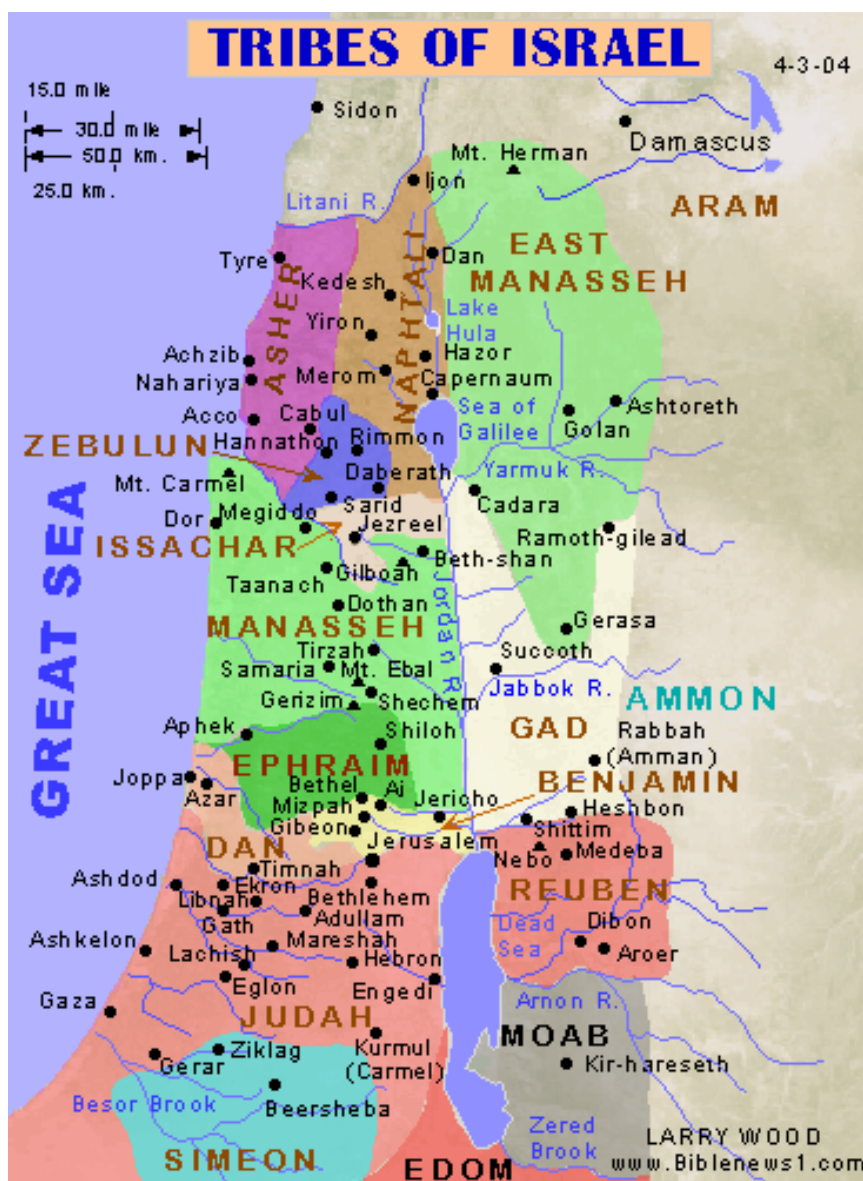 TRIBES OF ISRAEL
4-3-04
15.0 mile
30.0 mile
50.0 km.
25.0 km.
Sidon
Damascus
Mt. Herman
Ijon
Litani R.
ARAM
EAST
MANASSEH
Tyre
Dan
Kedesh
NAPHTALI
ASHER
Lake
Hula
Yiron
Achzib
Hazor
Nahariya
Merom
Capernaum
Acco
Cabul
Sea of
Galilee
Ashtoreth
Golan
ZEBULUN
Hannathon
Rimmon
Daberath
Yarmuk R.
Mt. Carmel
Sarid
Cadara
Dor
Megiddo
Jezreel
Ramoth-gilead
ISSACHAR
Beth-shan
Taanach
Gilboah
Dothan
Jordan R.
GREAT SEA
MANASSEH
Gerasa
Tirzah
Succoth
Samaria
Mt. Ebal
Jabbok R.
AMMON
Gerizim
Shechem
GAD
Rabbah
(Amman)
Aphek
Shiloh
EPHRAIM
BENJAMIN
Joppa
Azar
Bethel
Ai
Mizpah
Jericho
Heshbon
Gibeon
Shittim
DAN
Jerusalem
Nebo
Medeba
Timnah
REUBEN
Ashdod
Ekron
Libnah
Bethlehem
Gath
Adullam
Dead
Sea
Dibon
Ashkelon
Mareshah
Aroer
Lachish
Hebron
Eglon
Engedi
Gaza
Arnon R.
JUDAH
MOAB
Ziklag
Kurmul
(Carmel)
Gerar
Kir-hareseth
Besor Brook
Beersheba
Zered
Brook
LARRY WOOD
SIMEON
EDOM
www.Biblenews1.com